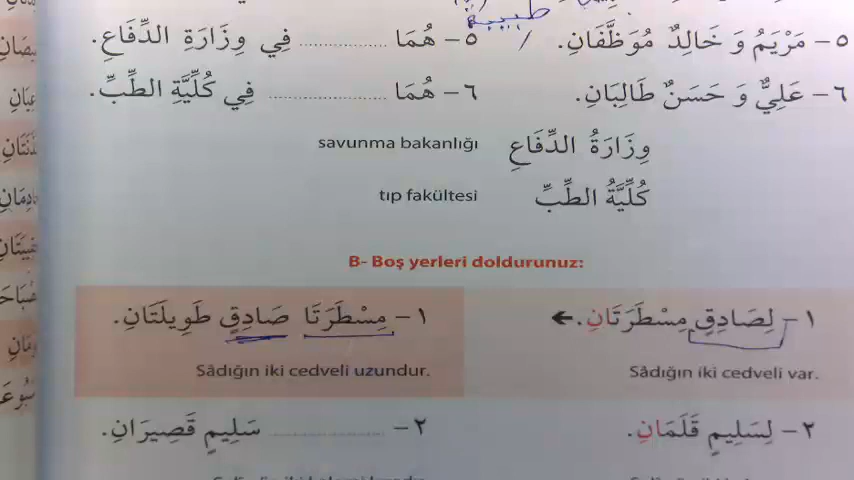 طبيبة
٥- مَرْيَمُ وَ خَالِدٌ مُوَظَّفَانِ. / ٥- هُمَا ............... فِي وِزَارَةِ الدِّفَاعِ.
٦- عَلِيٌّ وَ حَسَنٌ طَالِبَانِ. ٦- هُمَا ............... فِي كُلِّيَّةِ الطِّبِّ.
وِزَارَةُ الدِّفَاعِ savunma bakanlığı
كُلِّيَّةُ الطِّبِّ tıp fakültesi
B- Boş yerleri doldurunuz:
١- لِصَادِقٍ مِسْطَرَتَانِ. ← ١- مِسْطَرَتَا صَادِقٍ طَوِيلَتَانِ.
Sâdığın iki cedveli var. Sâdığın iki cedveli uzundur.
٢- لِسَلِيمٍ قَلَمَانِ. ٢- ............... سَلِيمٍ قَصِيرَانِ.